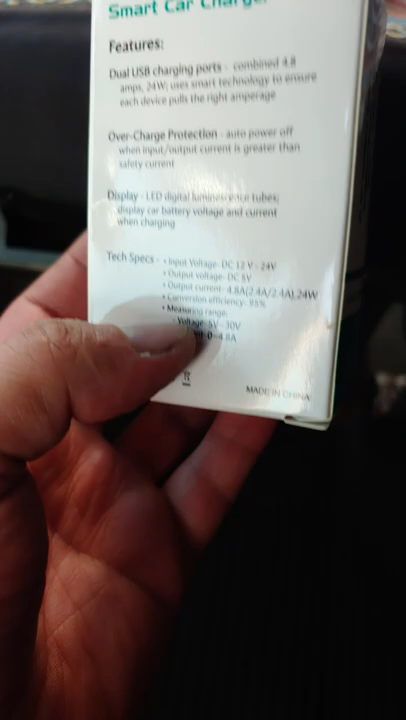 Smart Car Charger
Features:
Dual USB charging ports - combined 4.8
amps, 24W; uses smart technology to ensure
each device pulls the right amperage
Over-Charge Protection - auto power off
when input/output current is greater than
safety current
Display - LED digital luminescence tubes;
display car battery voltage and current
when charging
Tech Specs - • Input Voltage: DC 12 V - 24V
• Output voltage: DC 5V
• Output current: 4.8A(2.4A/2.4A),24W
• Conversion efficiency: 95%
• Measuring range:
- Voltage: 5V~30V
0~4.8A
MADE IN CHINA